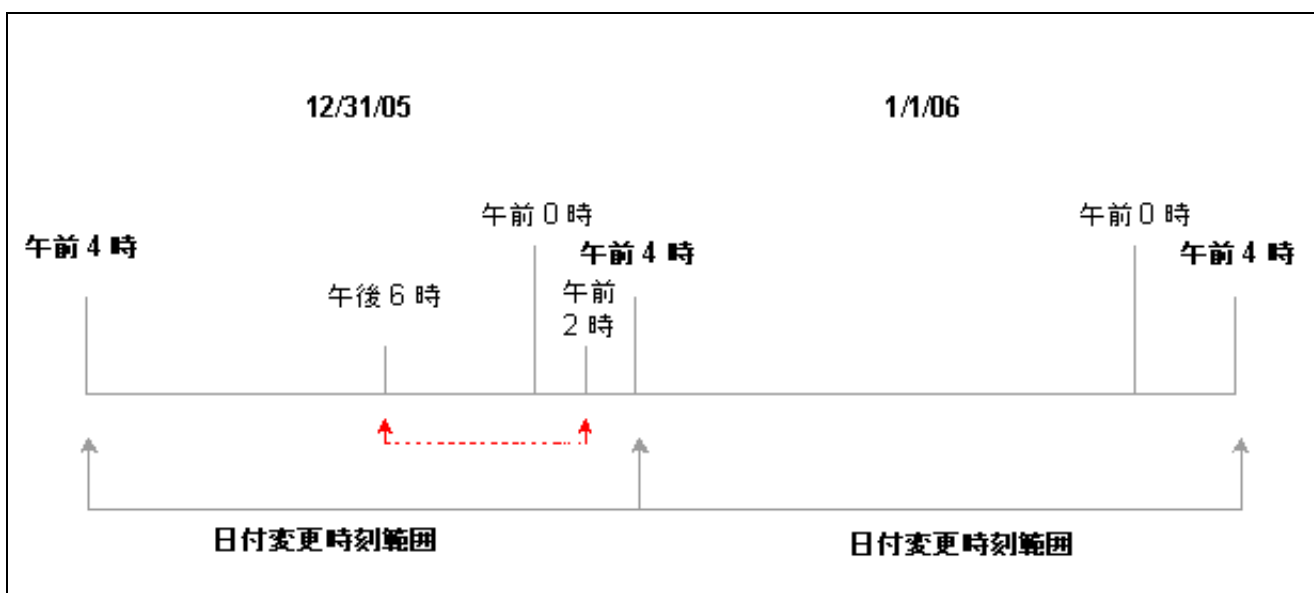 12/31/05
1/1/06
午前 4 時
午後 6 時
午前 0 時
午前
2 時
午前 4 時
午前 0 時
午前 4 時
日付変更時刻範囲
日付変更時刻範囲